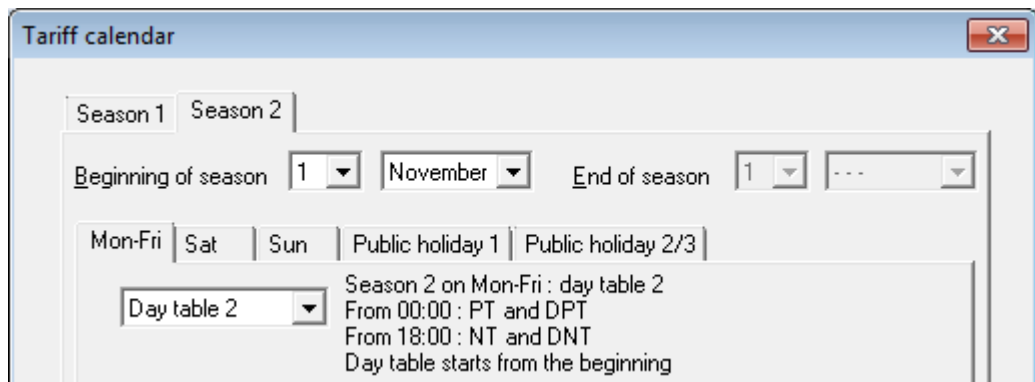 Tariff calendar
Season 1 Season 2
Beginning of season 1 November End of season 1 ---
Mon-Fri Sat Sun Public holiday 1 Public holiday 2/3
Day table 2
Season 2 on Mon-Fri : day table 2
From 00:00 : PT and DPT
From 18:00 : NT and DNT
Day table starts from the beginning